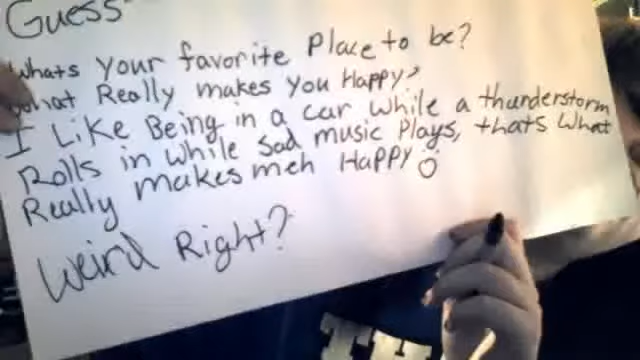 Guess
Whats your favorite Place to be?
What Really makes you Happy?
I Like Being in a car while a thunderstorm
Rolls in while sad music Plays, thats what
Really makes meh HaPPY
Weird Right?